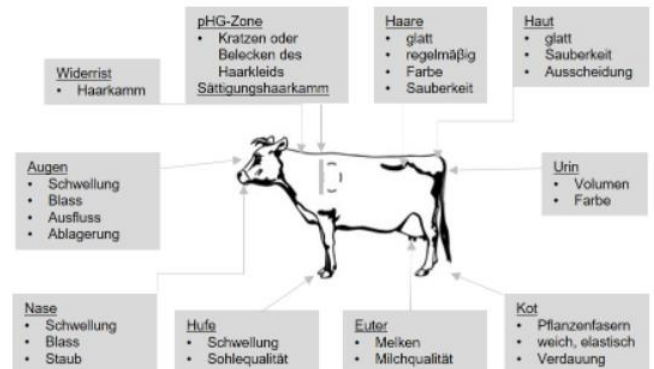 pHG-Zone
• Kratzen oder
Belecken des
Haarkleids
Sättigungshaarkamm
Haare
• glatt
• regelmäßig
• Farbe
• Sauberkeit
Haut
• glatt
• Sauberkeit
• Ausscheidung
Widerrist
• Haarkamm
Augen
• Schwellung
• Blass
• Ausfluss
• Ablagerung
Urin
• Volumen
• Farbe
Nase
• Schwellung
• Blass
• Staub
Hufe
• Schwellung
• Sohlequalität
Euter
• Melken
• Milchqualität
Kot
• Pflanzenfasern
• weich, elastisch
• Verdauung